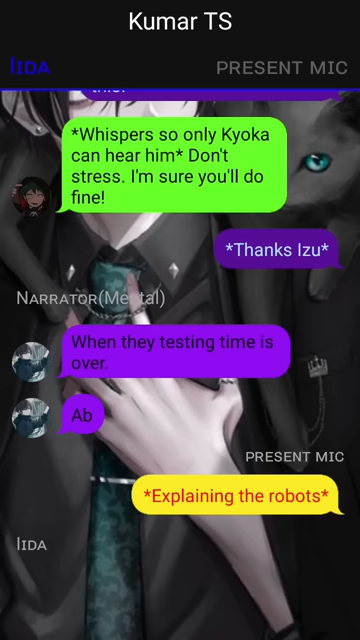 Kumar TS
IIDA
PRESENT MIC
*Whispers so only Kyoka
can hear him* Don't
stress. I'm sure you'll do
fine!
*Thanks Izu*
NARRATOR(Mental)
When they testing time is
over.
Ab
PRESENT MIC
*Explaining the robots*
IIDA